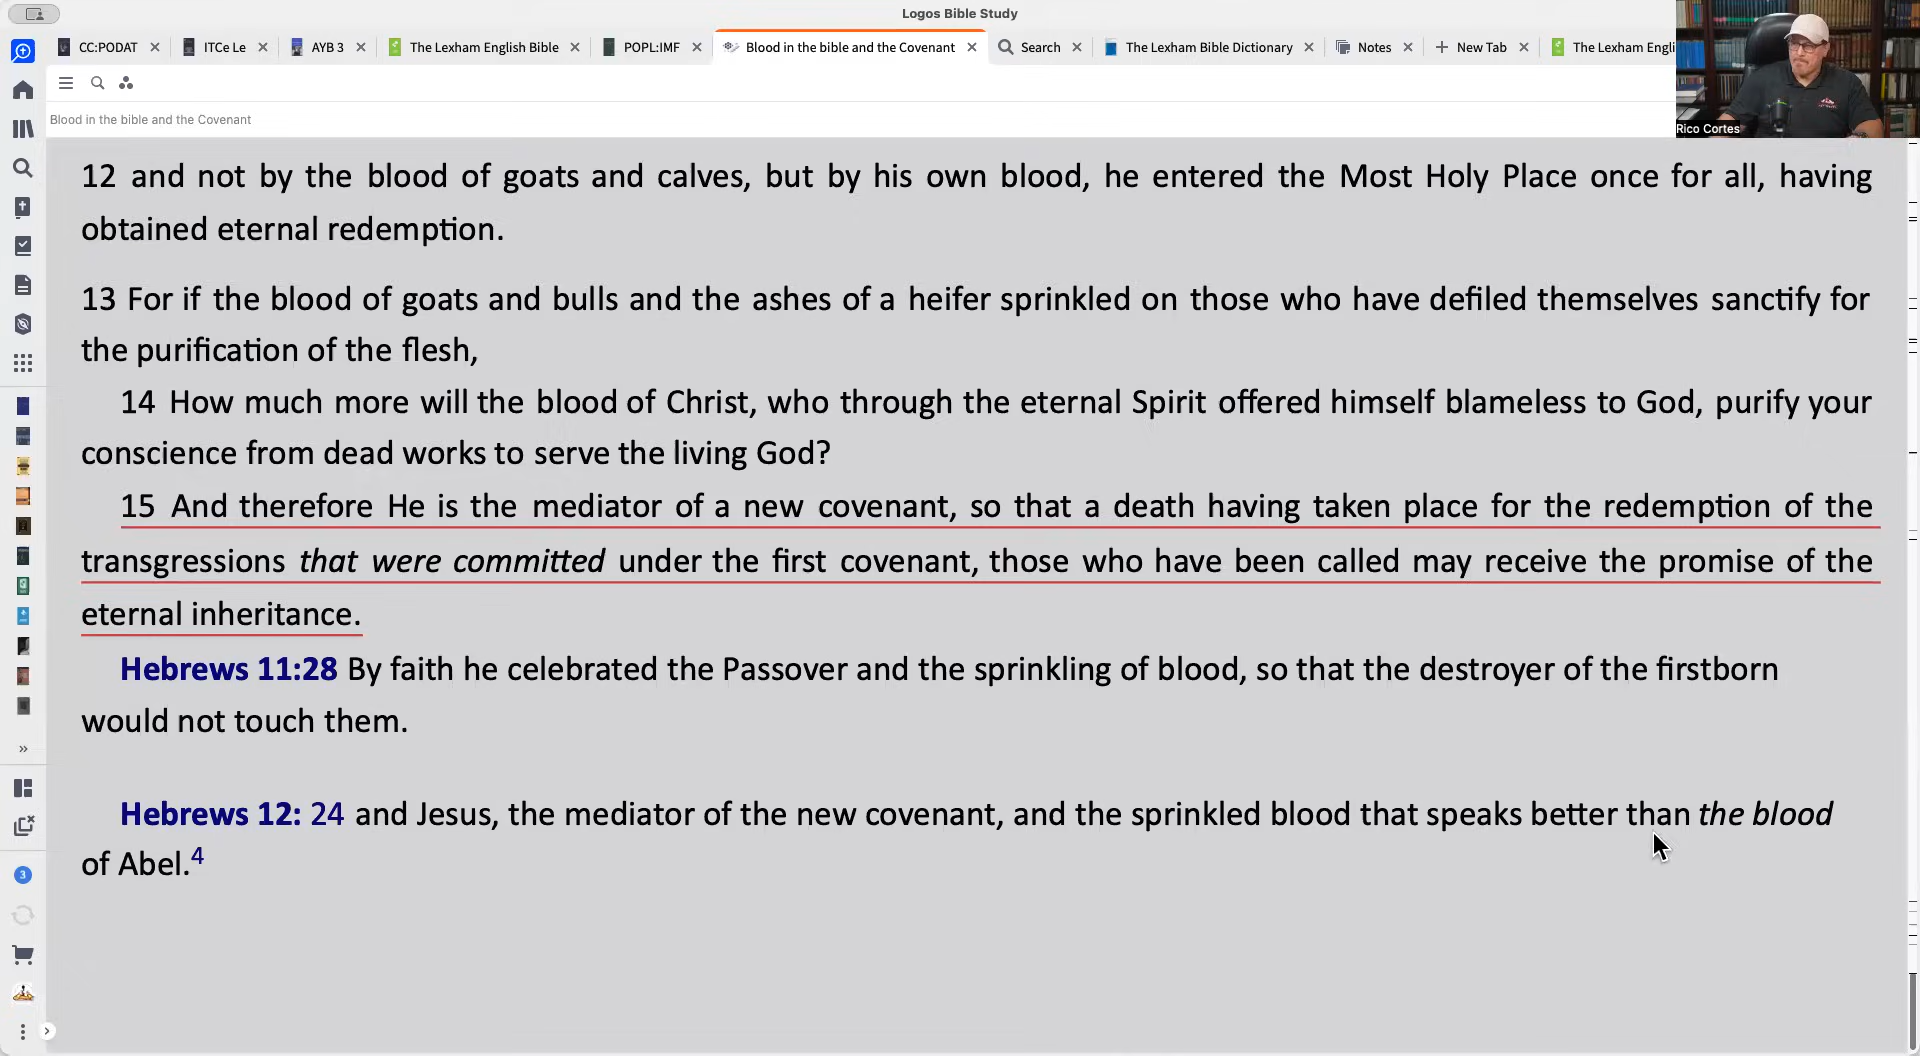 Logos Bible Study
CC:PODAT
ITCe Le
AYB 3
The Lexham English Bible
POPL:IMF
Blood in the bible and the Covenant
Search
The Lexham Bible Dictionary
Notes
New Tab
The Lexham Engli
Rico Cortes
Blood in the bible and the Covenant
12 and not by the blood of goats and calves, but by his own blood, he entered the Most Holy Place once for all, having
obtained eternal redemption.
13 For if the blood of goats and bulls and the ashes of a heifer sprinkled on those who have defiled themselves sanctify for
the purification of the flesh,
14 How much more will the blood of Christ, who through the eternal Spirit offered himself blameless to God, purify your
conscience from dead works to serve the living God?
15 And therefore He is the mediator of a new covenant, so that a death having taken place for the redemption of the
transgressions that were committed under the first covenant, those who have been called may receive the promise of the
eternal inheritance.
Hebrews 11:28 By faith he celebrated the Passover and the sprinkling of blood, so that the destroyer of the firstborn
would not touch them.
Hebrews 12: 24 and Jesus, the mediator of the new covenant, and the sprinkled blood that speaks better than the blood
of Abel.4
3